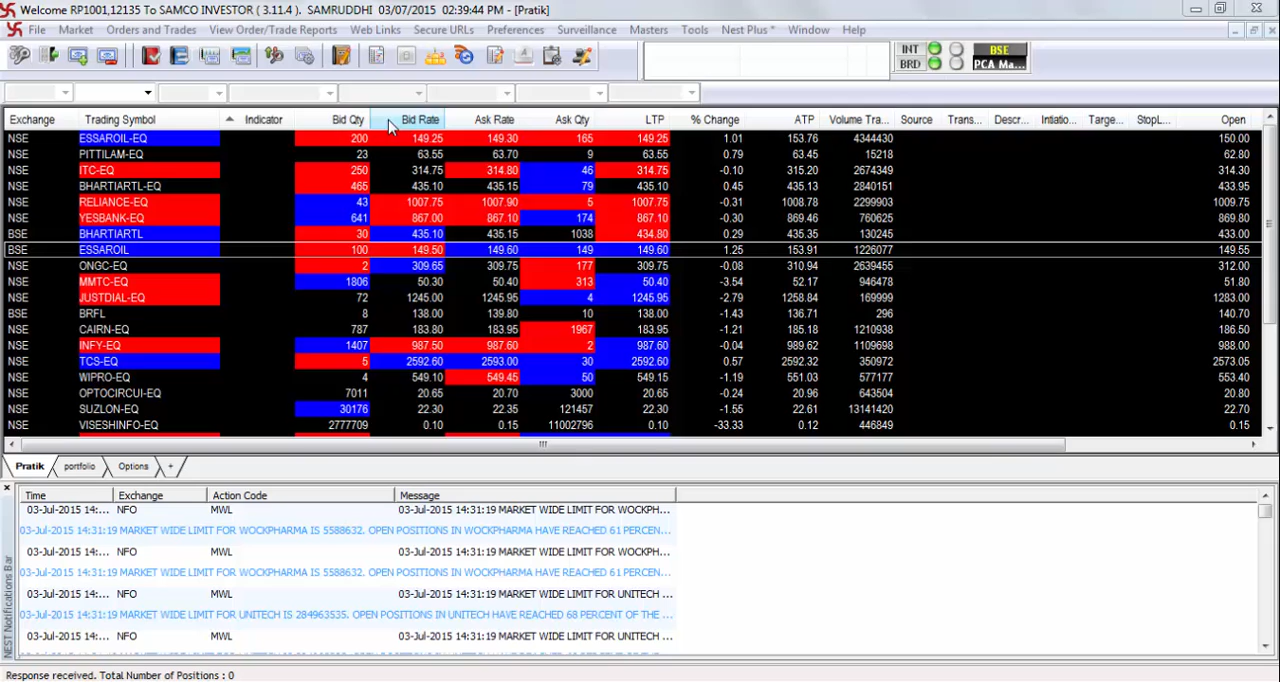 Welcome RP1001,12135 To SAMCO INVESTOR ( 3.11.4 ). SAMRUDDHI 03/07/2015 02:39:44 PM - [Pratik]
File Market Orders and Trades View Order/Trade Reports Web Links Secure URLs Preferences Surveillance Masters Tools Nest Plus Window Help
INT BSE
BRD PCA Ma...
Exchange Trading Symbol Indicator Bid Qty Bid Rate Ask Rate Ask Qty LTP % Change ATP Volume Tra... Source Trans... Descr... Intiatio... Targe... StopL... Open
NSE ESSAROIL-EQ 200 149.25 149.30 165 149.25 1.01 153.76 4344430 150.00
NSE PITTILAM-EQ 23 63.55 63.70 9 63.55 0.79 63.45 15218 62.80
NSE ITC-EQ 250 314.75 314.80 46 314.75 -0.10 315.20 2674349 314.30
NSE BHARTIARTL-EQ 465 435.10 435.15 79 435.10 0.45 435.13 2840151 433.95
NSE RELIANCE-EQ 43 1007.75 1007.90 5 1007.75 -0.31 1008.78 2299903 1009.75
NSE YESBANK-EQ 641 867.00 867.10 174 867.10 -0.30 869.46 760625 869.80
BSE BHARTIARTL 30 435.10 435.15 1038 434.80 0.29 435.35 130245 433.00
BSE ESSAROIL 100 149.50 149.60 149 149.60 1.25 153.91 1226077 149.55
NSE ONGC-EQ 2 309.65 309.75 177 309.75 -0.08 310.94 2639455 312.00
NSE MMTC-EQ 1806 50.30 50.40 313 50.40 -3.54 52.17 946478 51.80
NSE JUSTDIAL-EQ 72 1245.00 1245.95 4 1245.95 -2.79 1258.84 169999 1283.00
BSE BRFL 8 138.00 139.80 10 138.00 -1.43 136.71 296 140.70
NSE CAIRN-EQ 787 183.80 183.95 1967 183.95 -1.21 185.18 1210938 186.50
NSE INFY-EQ 1407 987.50 987.60 2 987.60 -0.04 989.62 1109698 988.00
NSE TCS-EQ 5 2592.60 2593.00 30 2592.60 0.57 2592.32 350972 2573.05
NSE WIPRO-EQ 4 549.10 549.45 50 549.15 -1.19 551.03 577177 553.40
NSE OPTOCIRCUI-EQ 7011 20.65 20.70 3000 20.65 -0.24 20.96 643504 20.80
NSE SUZLON-EQ 30176 22.30 22.35 121457 22.30 -1.55 22.61 13141420 22.70
NSE VISESHINFO-EQ 2777709 0.10 0.15 11002796 0.10 -33.33 0.12 446849 0.15
Pratik portfolio Options +
Time Exchange Action Code Message
03-Jul-2015 14:... NFO MWL 03-Jul-2015 14:31:19 MARKET WIDE LIMIT FOR WOCKPH...
03-Jul-2015 14:31:19 MARKET WIDE LIMIT FOR WOCKPHARMA IS 5588632. OPEN POSITIONS IN WOCKPHARMA HAVE REACHED 61 PERCEN...
03-Jul-2015 14:... NFO MWL 03-Jul-2015 14:31:19 MARKET WIDE LIMIT FOR WOCKPH...
03-Jul-2015 14:31:19 MARKET WIDE LIMIT FOR WOCKPHARMA IS 5588632. OPEN POSITIONS IN WOCKPHARMA HAVE REACHED 61 PERCEN...
03-Jul-2015 14:... NFO MWL 03-Jul-2015 14:31:19 MARKET WIDE LIMIT FOR UNITECH ...
03-Jul-2015 14:31:19 MARKET WIDE LIMIT FOR UNITECH IS 284963535. OPEN POSITIONS IN UNITECH HAVE REACHED 68 PERCENT OF THE ...
03-Jul-2015 14:... NFO MWL 03-Jul-2015 14:31:19 MARKET WIDE LIMIT FOR UNITECH ...
NEST Notifications Bar
Response received. Total Number of Positions : 0